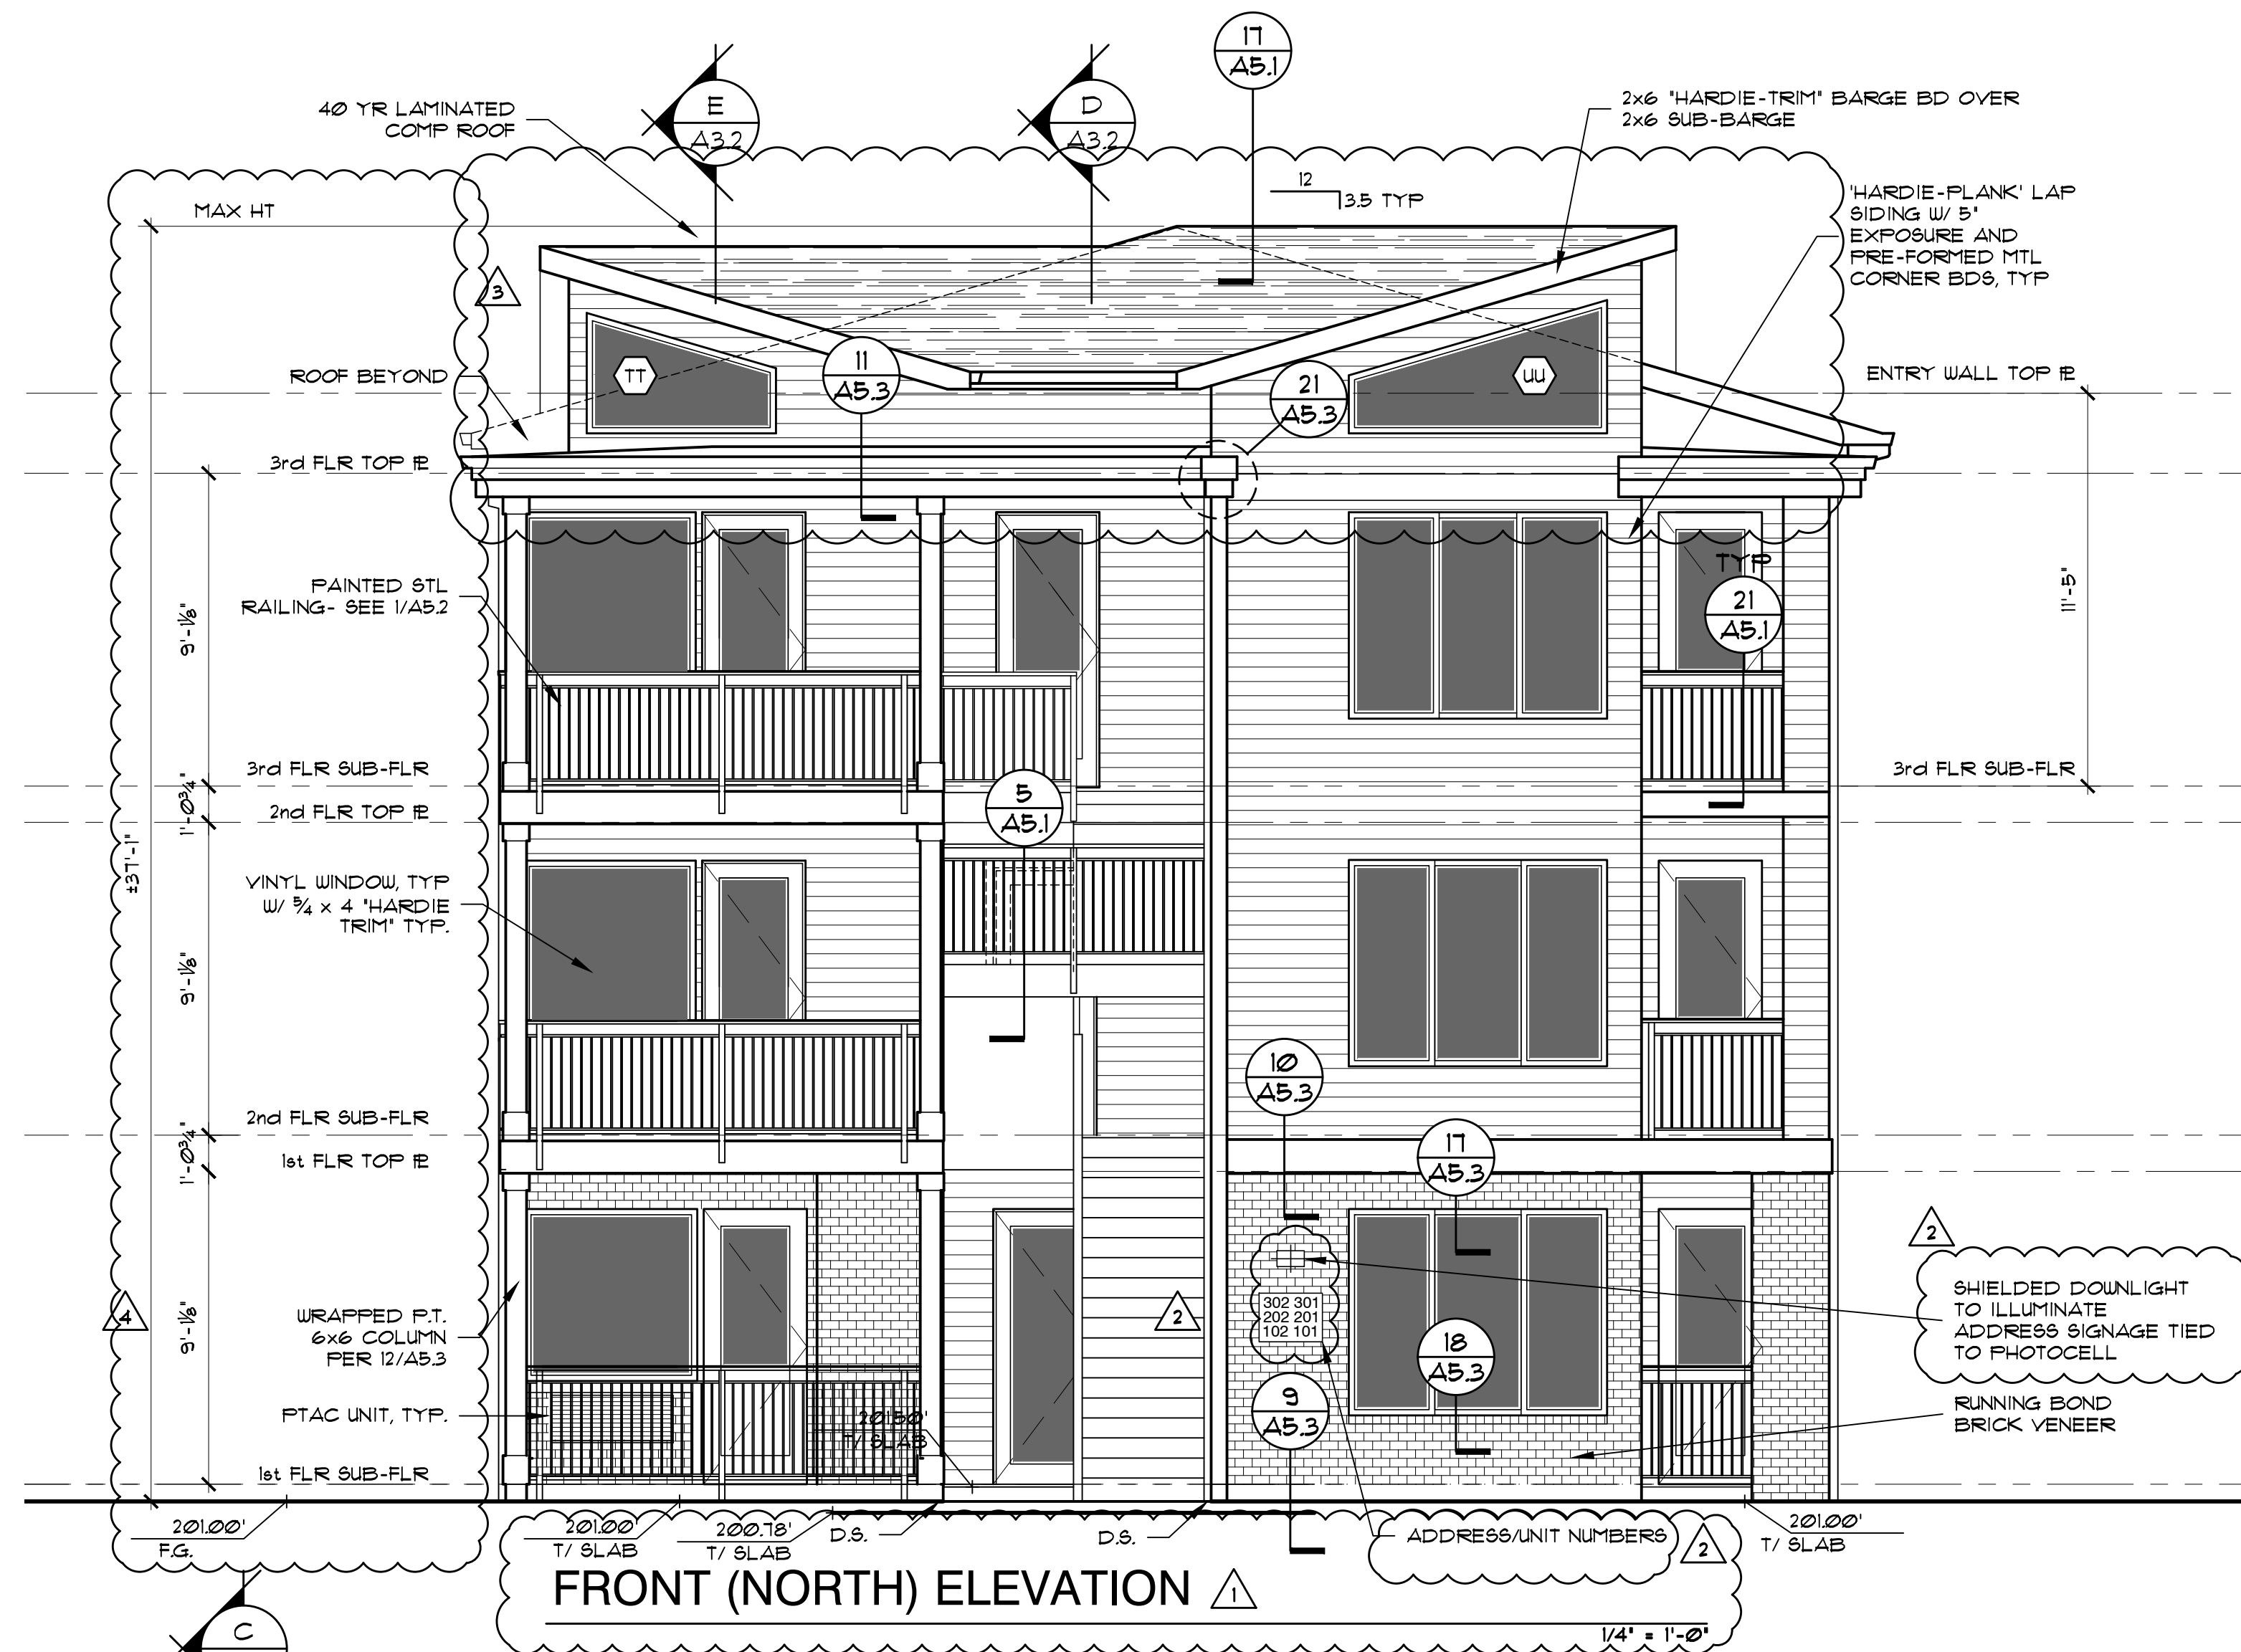 17
A5.1
E
A3.2
D
A3.2
40 YR LAMINATED
COMP ROOF
2x6 "HARDIE-TRIM" BARGE BD OVER
2x6 SUB-BARGE
12
3.5 TYP
MAX HT
'HARDIE-PLANK' LAP
SIDING W/ 5"
EXPOSURE AND
PRE-FORMED MTL
CORNER BDS, TYP
3
TT
11
A5.3
UU
21
A5.3
ROOF BEYOND
ENTRY WALL TOP PL
3rd FLR TOP PL
TYP
21
A5.1
PAINTED STL
RAILING- SEE 1/A5.2
9'-1⅛"
11'-5"
3rd FLR SUB-FLR
3rd FLR SUB-FLR
1'-0¾"
2nd FLR TOP PL
5
A5.1
±37'-1"
VINYL WINDOW, TYP
W/ 5/4 x 4 "HARDIE
TRIM" TYP.
9'-1⅛"
10
A5.3
2nd FLR SUB-FLR
1'-0¾"
1st FLR TOP PL
17
A5.3
2
SHIELDED DOWNLIGHT
TO ILLUMINATE
ADDRESS SIGNAGE TIED
TO PHOTOCELL
4
WRAPPED P.T.
6x6 COLUMN
PER 12/A5.3
9'-1⅛"
2
302 301
202 201
102 101
18
A5.3
9
A5.3
RUNNING BOND
BRICK VENEER
PTAC UNIT, TYP.
201.50'
T/ SLAB
1st FLR SUB-FLR
201.00'
F.G.
201.00'
T/ SLAB
200.78'
T/ SLAB
D.S.
D.S.
ADDRESS/UNIT NUMBERS
2
201.00'
T/ SLAB
FRONT (NORTH) ELEVATION
1
1/4" = 1'-0"
C